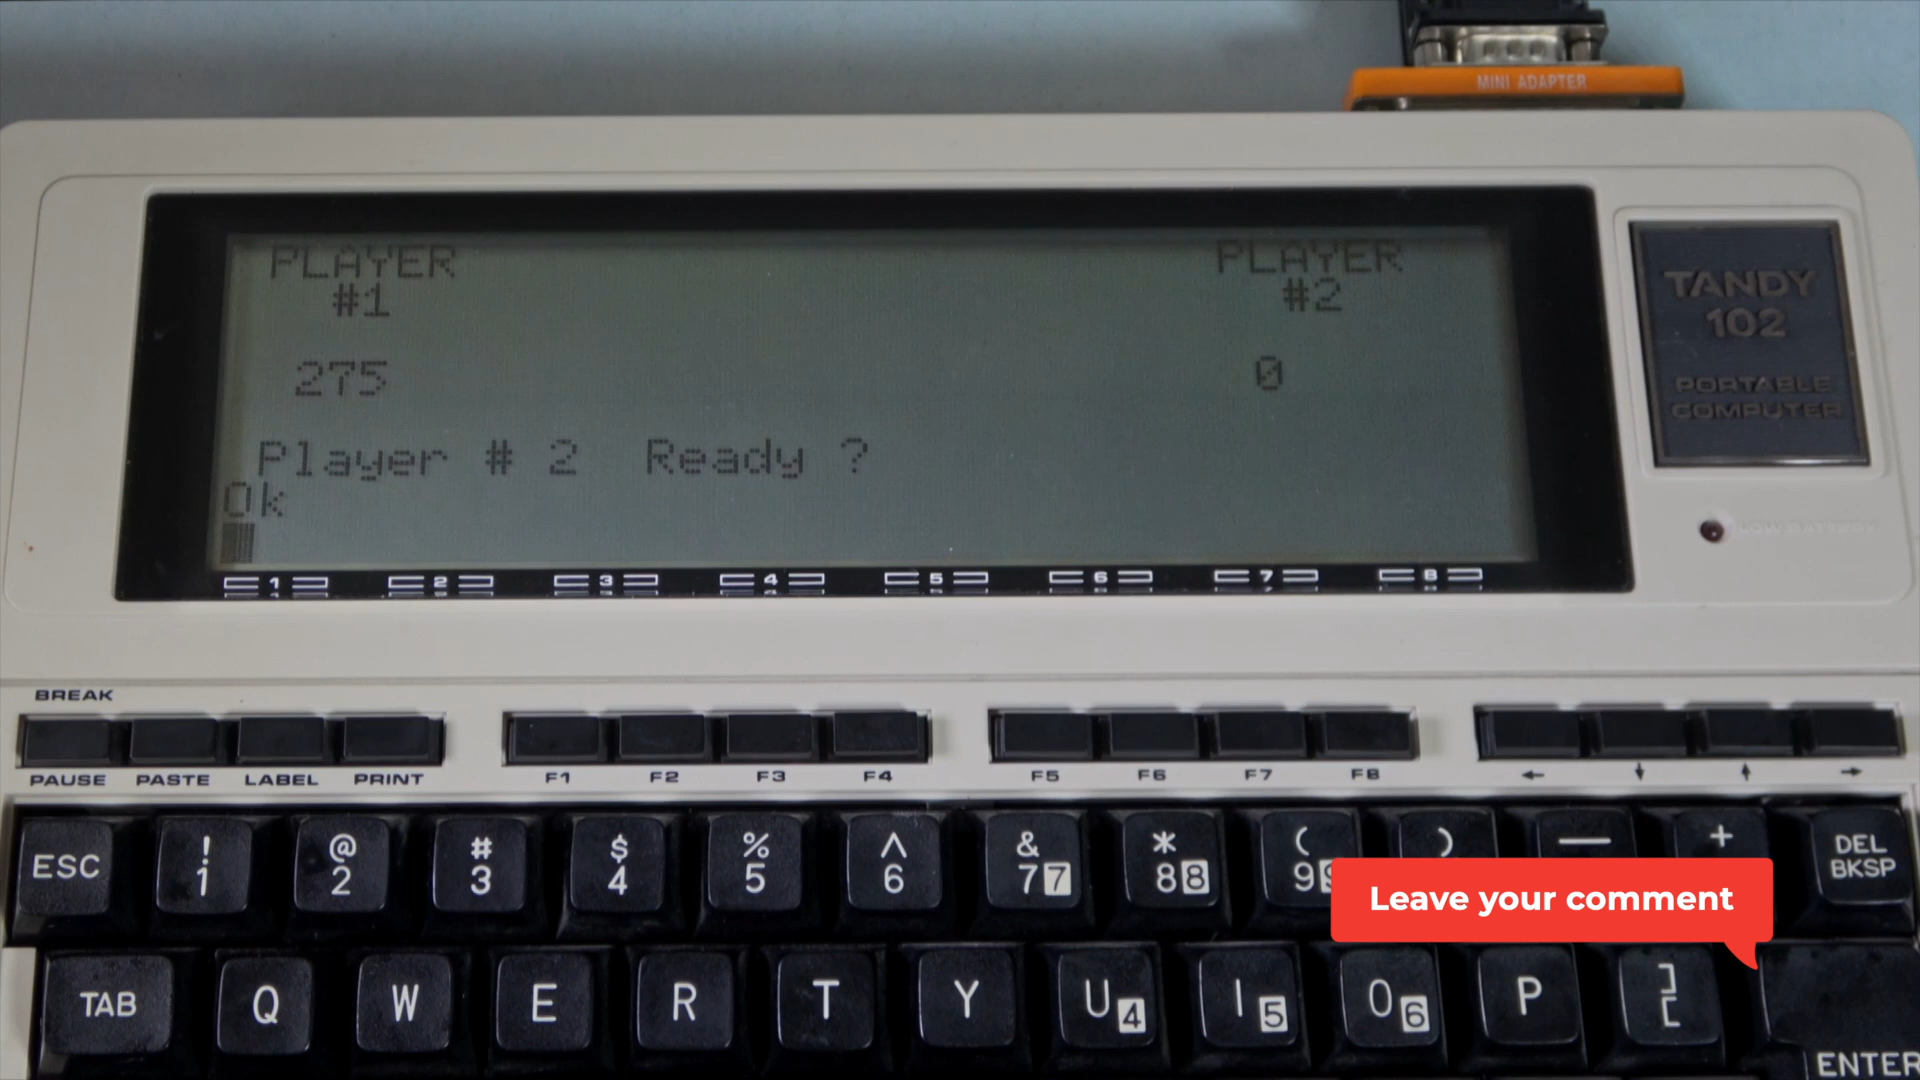 MINI ADAPTER
PLAYER PLAYER
#1 #2
275 0
Player # 2 Ready ?
Ok
TANDY
102
PORTABLE
COMPUTER
LOW BATTERY
1 2 3 4 5 6 7 8
BREAK
PAUSE PASTE LABEL PRINT F1 F2 F3 F4 F5 F6 F7 F8 ← ↓ ↑ →
ESC ! 1 @ 2 # 3 $ 4 % 5 ^ 6 & 7 7 * 8 8 ( 9 ) — + DEL BKSP
Leave your comment
TAB Q W E R T Y U 4 I 5 O 6 P ] [
ENTER